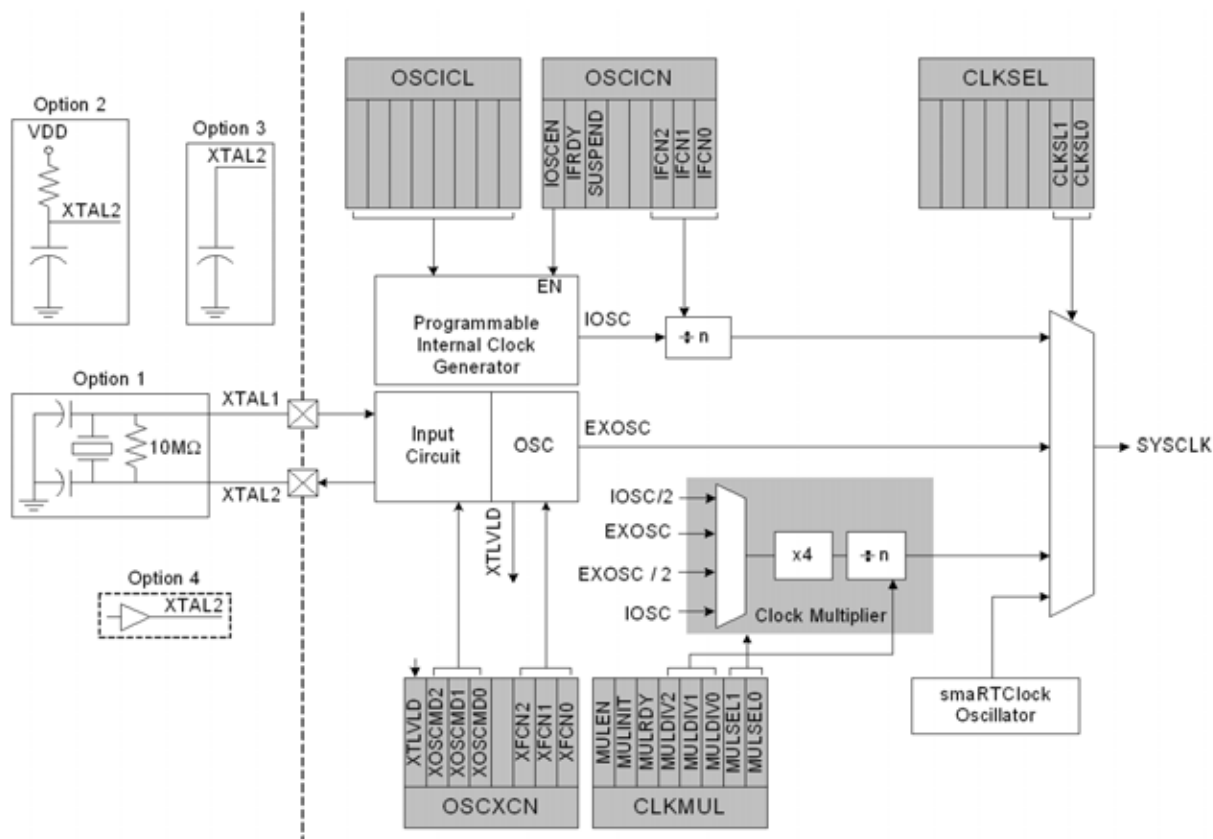 OSCICL
OSCICN
IOSCEN
IFRDY
SUSPEND
IFCN2
IFCN1
IFCN0
CLKSEL
CLKSL1
CLKSL0
Option 2
VDD
XTAL2
Option 3
XTAL2
EN
Programmable
Internal Clock
Generator
IOSC
÷ n
Option 1
10MΩ
XTAL1
XTAL2
Input
Circuit
OSC
EXOSC
SYSCLK
XTLVLD
IOSC/2
EXOSC
EXOSC / 2
IOSC
x4
÷ n
Clock Multiplier
Option 4
XTAL2
smaRTClock
Oscillator
XTLVLD
XOSCMD2
XOSCMD1
XOSCMD0
XFCN2
XFCN1
XFCN0
OSCXCN
MULEN
MULINIT
MULRDY
MULDIV2
MULDIV1
MULDIV0
MULSEL1
MULSEL0
CLKMUL